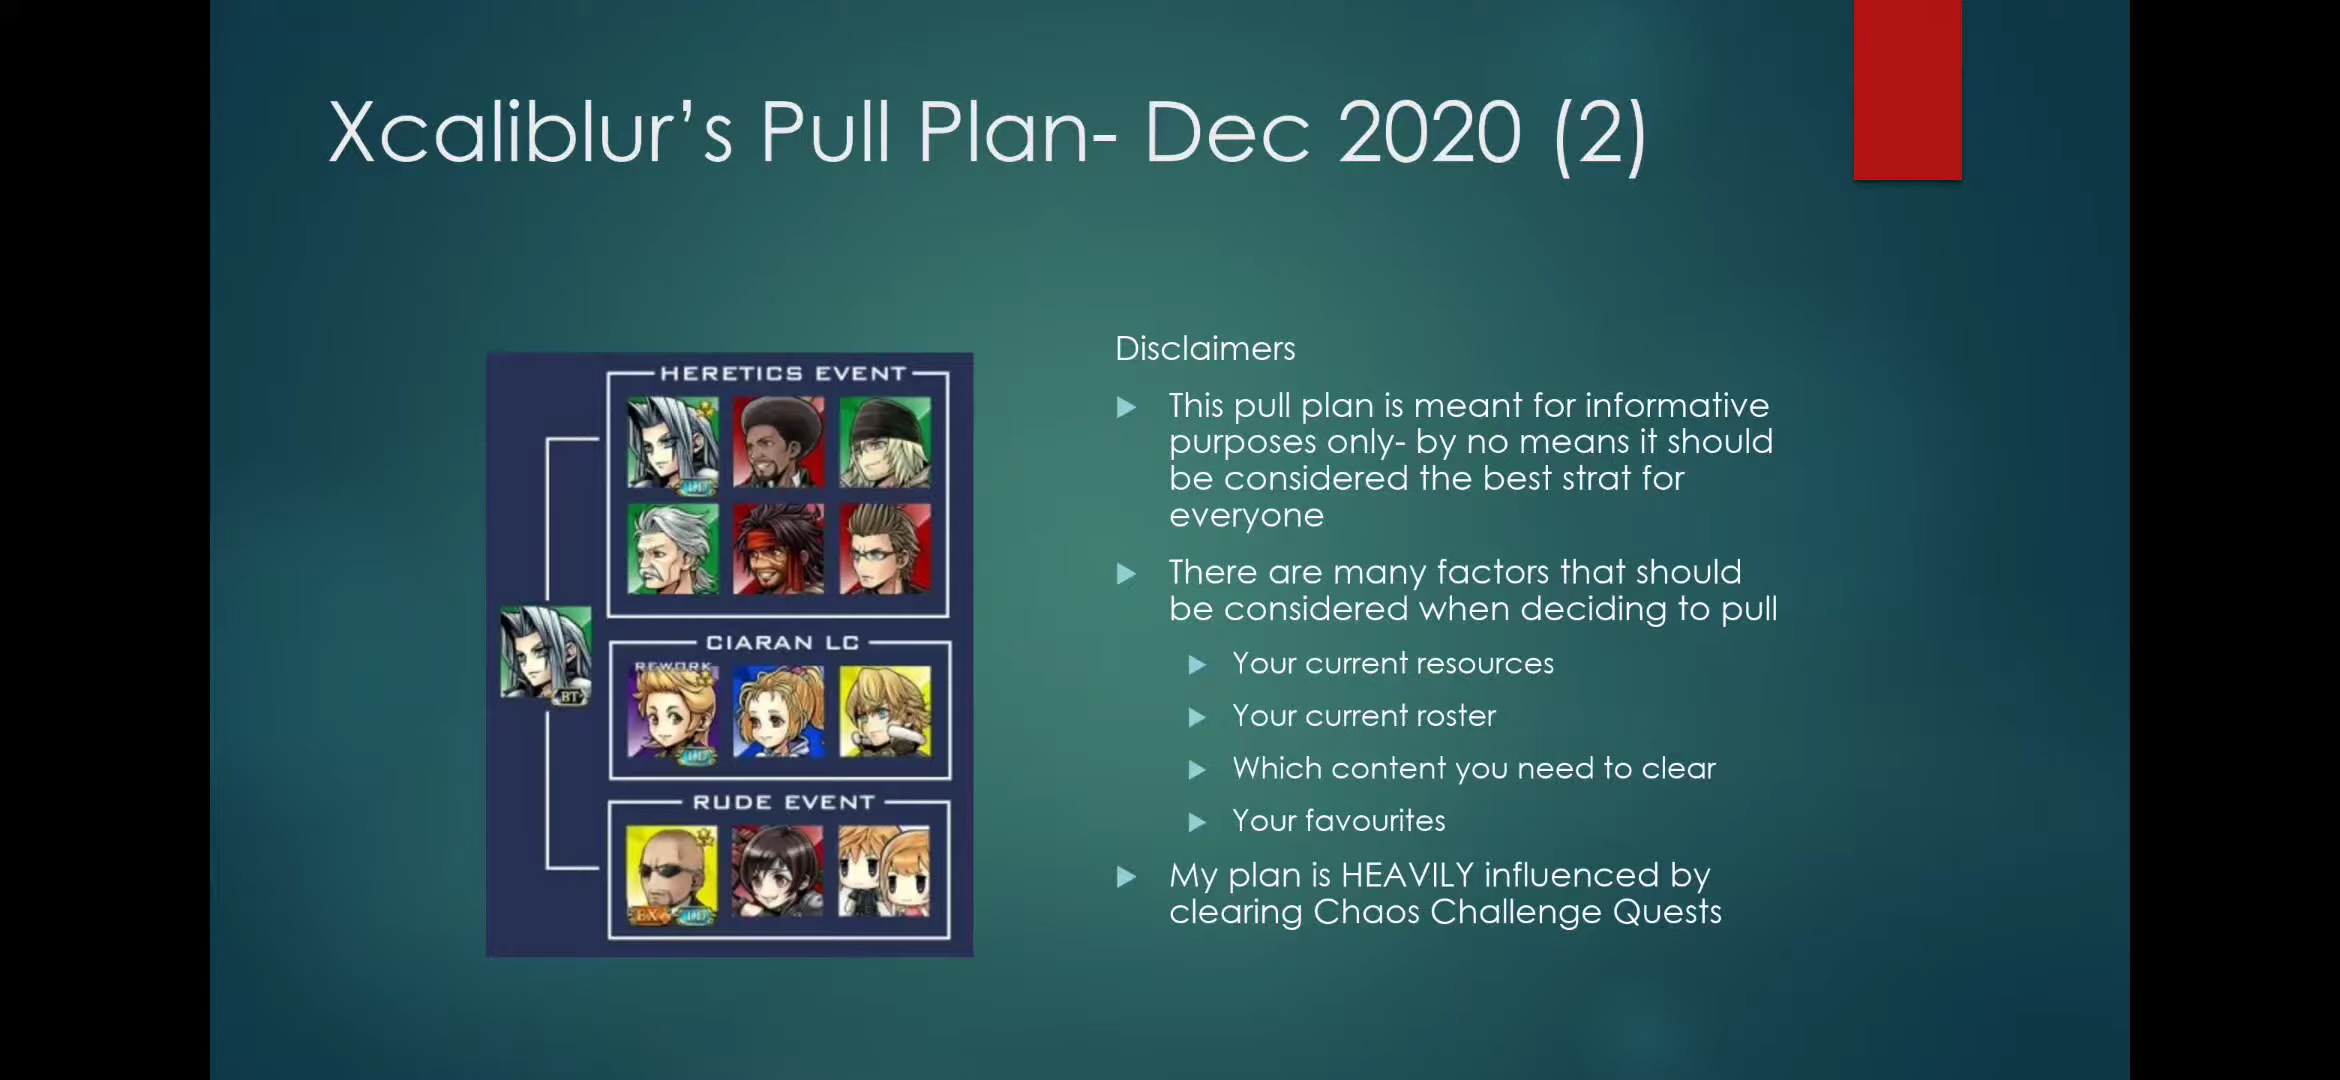 Xcaliblur's Pull Plan- Dec 2020 (2)
HERETICS EVENT
CIARAN LC
REWORK
BT
RUDE EVENT
EX+
Disclaimers
This pull plan is meant for informative
purposes only- by no means it should
be considered the best strat for
everyone
There are many factors that should
be considered when deciding to pull
Your current resources
Your current roster
Which content you need to clear
Your favourites
My plan is HEAVILY influenced by
clearing Chaos Challenge Quests